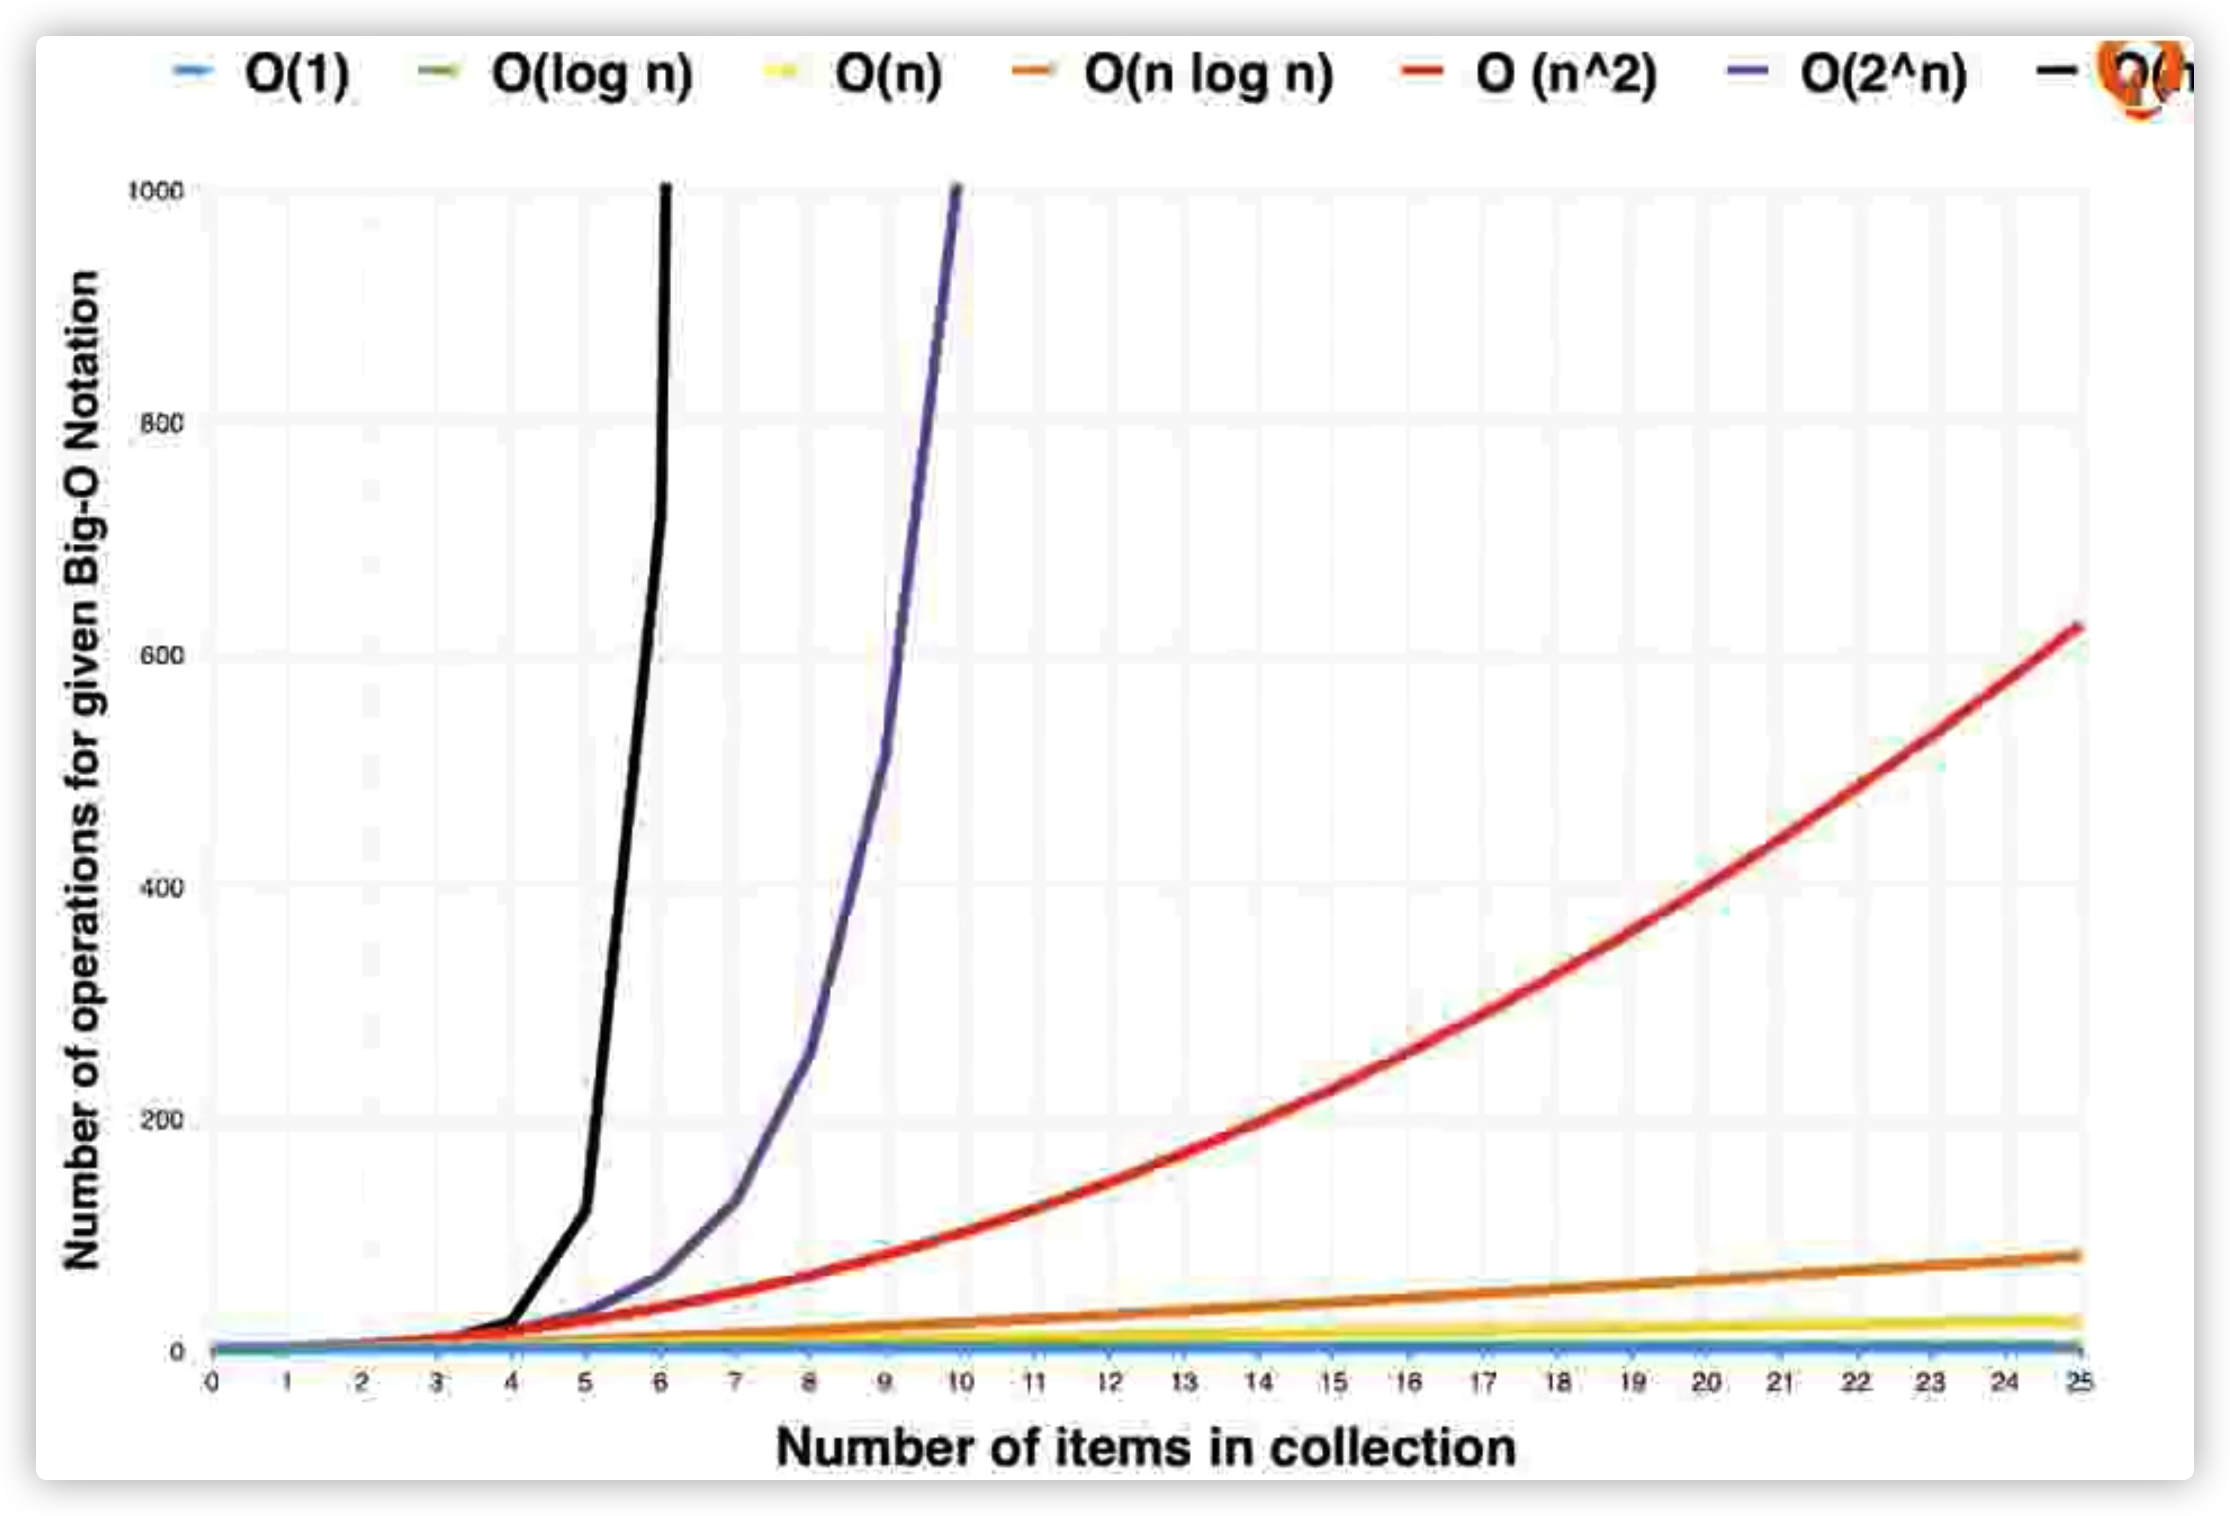 O(1) O(log n) O(n) O(n log n) O (n^2) O(2^n)
Number of operations for given Big-O Notation
1000
800
600
400
200
0
0 1 2 3 4 5 6 7 8 9 10 11 12 13 14 15 16 17 18 19 20 21 22 23 24 25
Number of items in collection